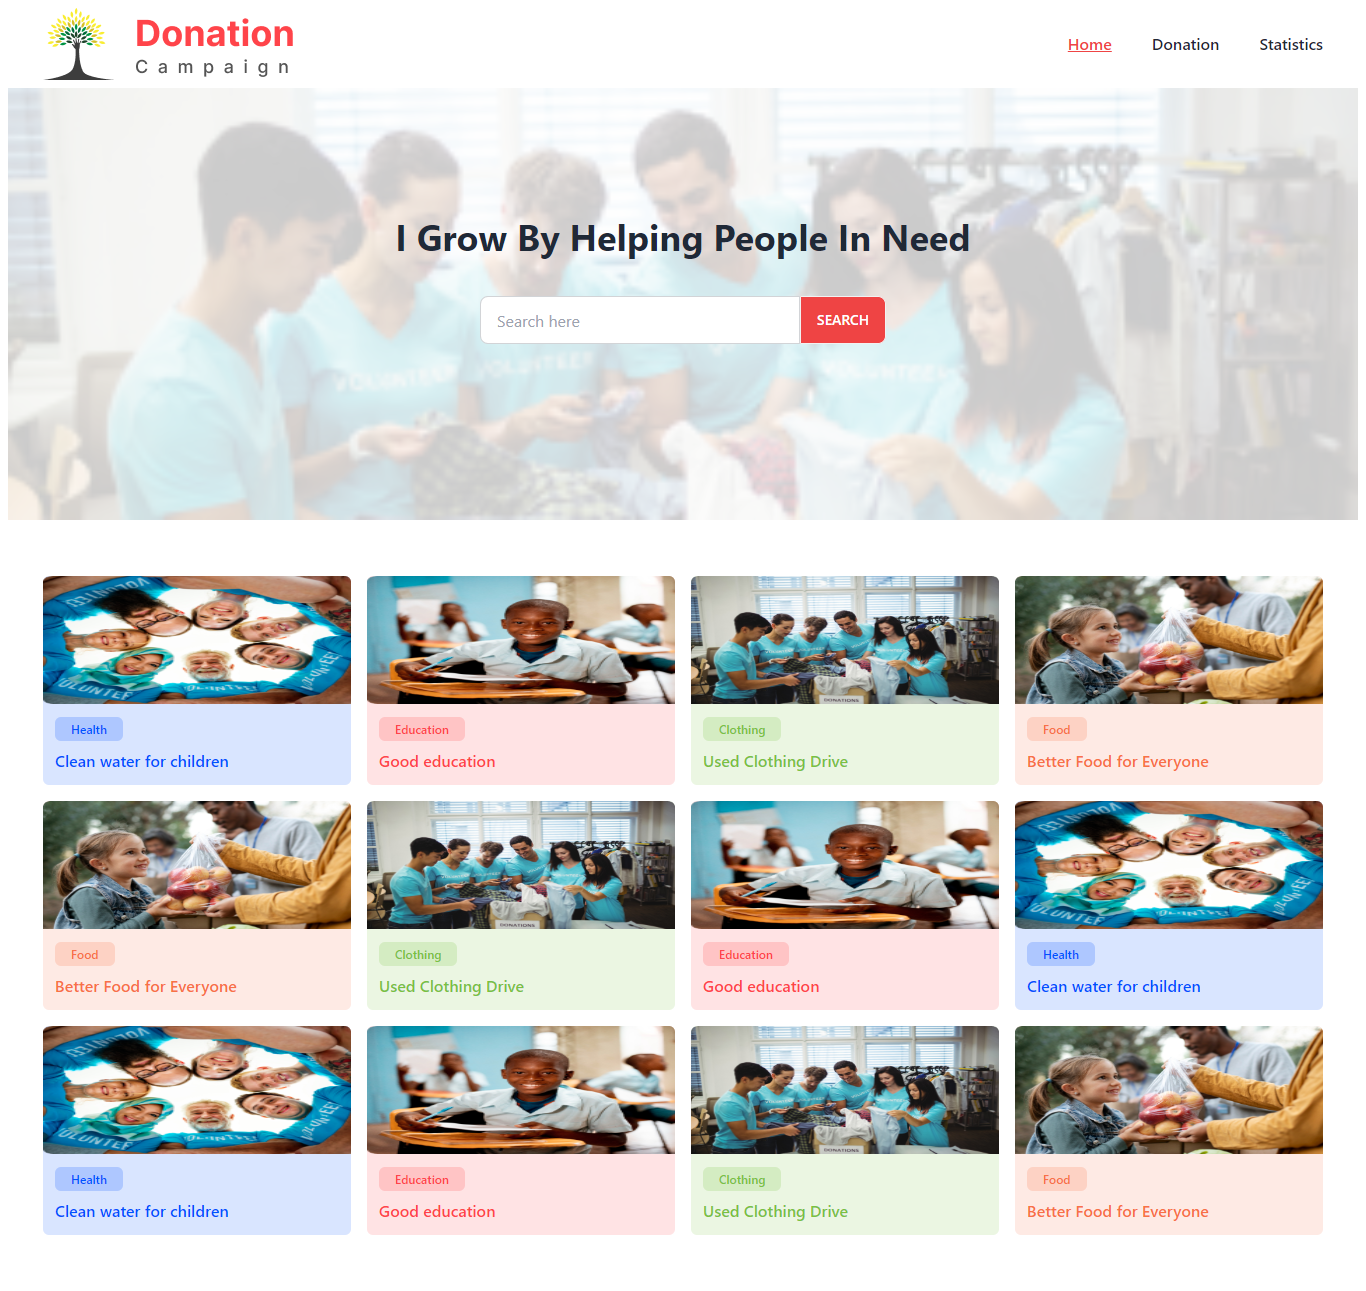 Donation
Campaign
Home Donation Statistics
I Grow By Helping People In Need
Search here SEARCH
VOLUNTEER VOLUNTEER VOLUNTEER
Health Education Clothing Food
Clean water for children Good education Used Clothing Drive Better Food for Everyone
Food Clothing Education Health
Better Food for Everyone Used Clothing Drive Good education Clean water for children
Health Education Clothing Food
Clean water for children Good education Used Clothing Drive Better Food for Everyone